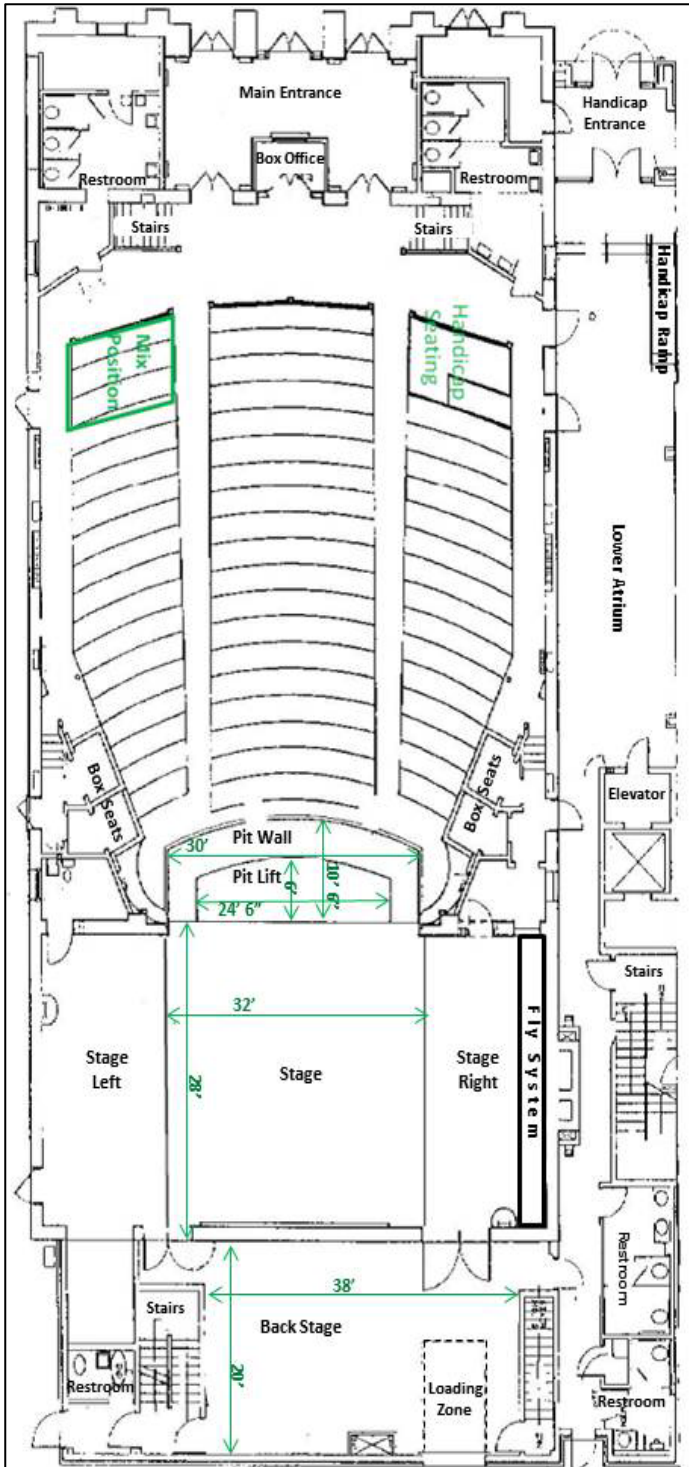 Main Entrance
Handicap
Entrance
Box Office
Restroom
Restroom
Stairs
Stairs
Handicap Ramp
Mix
Position
Handicap
Seating
Lower Atrium
Box Seats
Box Seats
Elevator
Pit Wall
30'
Pit Lift
6'
10' 6"
24' 6"
Stairs
32'
Fly System
Stage
Left
Stage
Stage
Right
28'
Restroom
38'
Stairs
Back Stage
20'
Restroom
Loading
Zone
Restroom